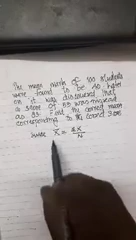 The mean marks of 100 students
were found to be 40. Later
on it was discovered that
a score of 53 was misread
as 83. Find the correct mean
corresponding to the correct score
X = ΣX
N